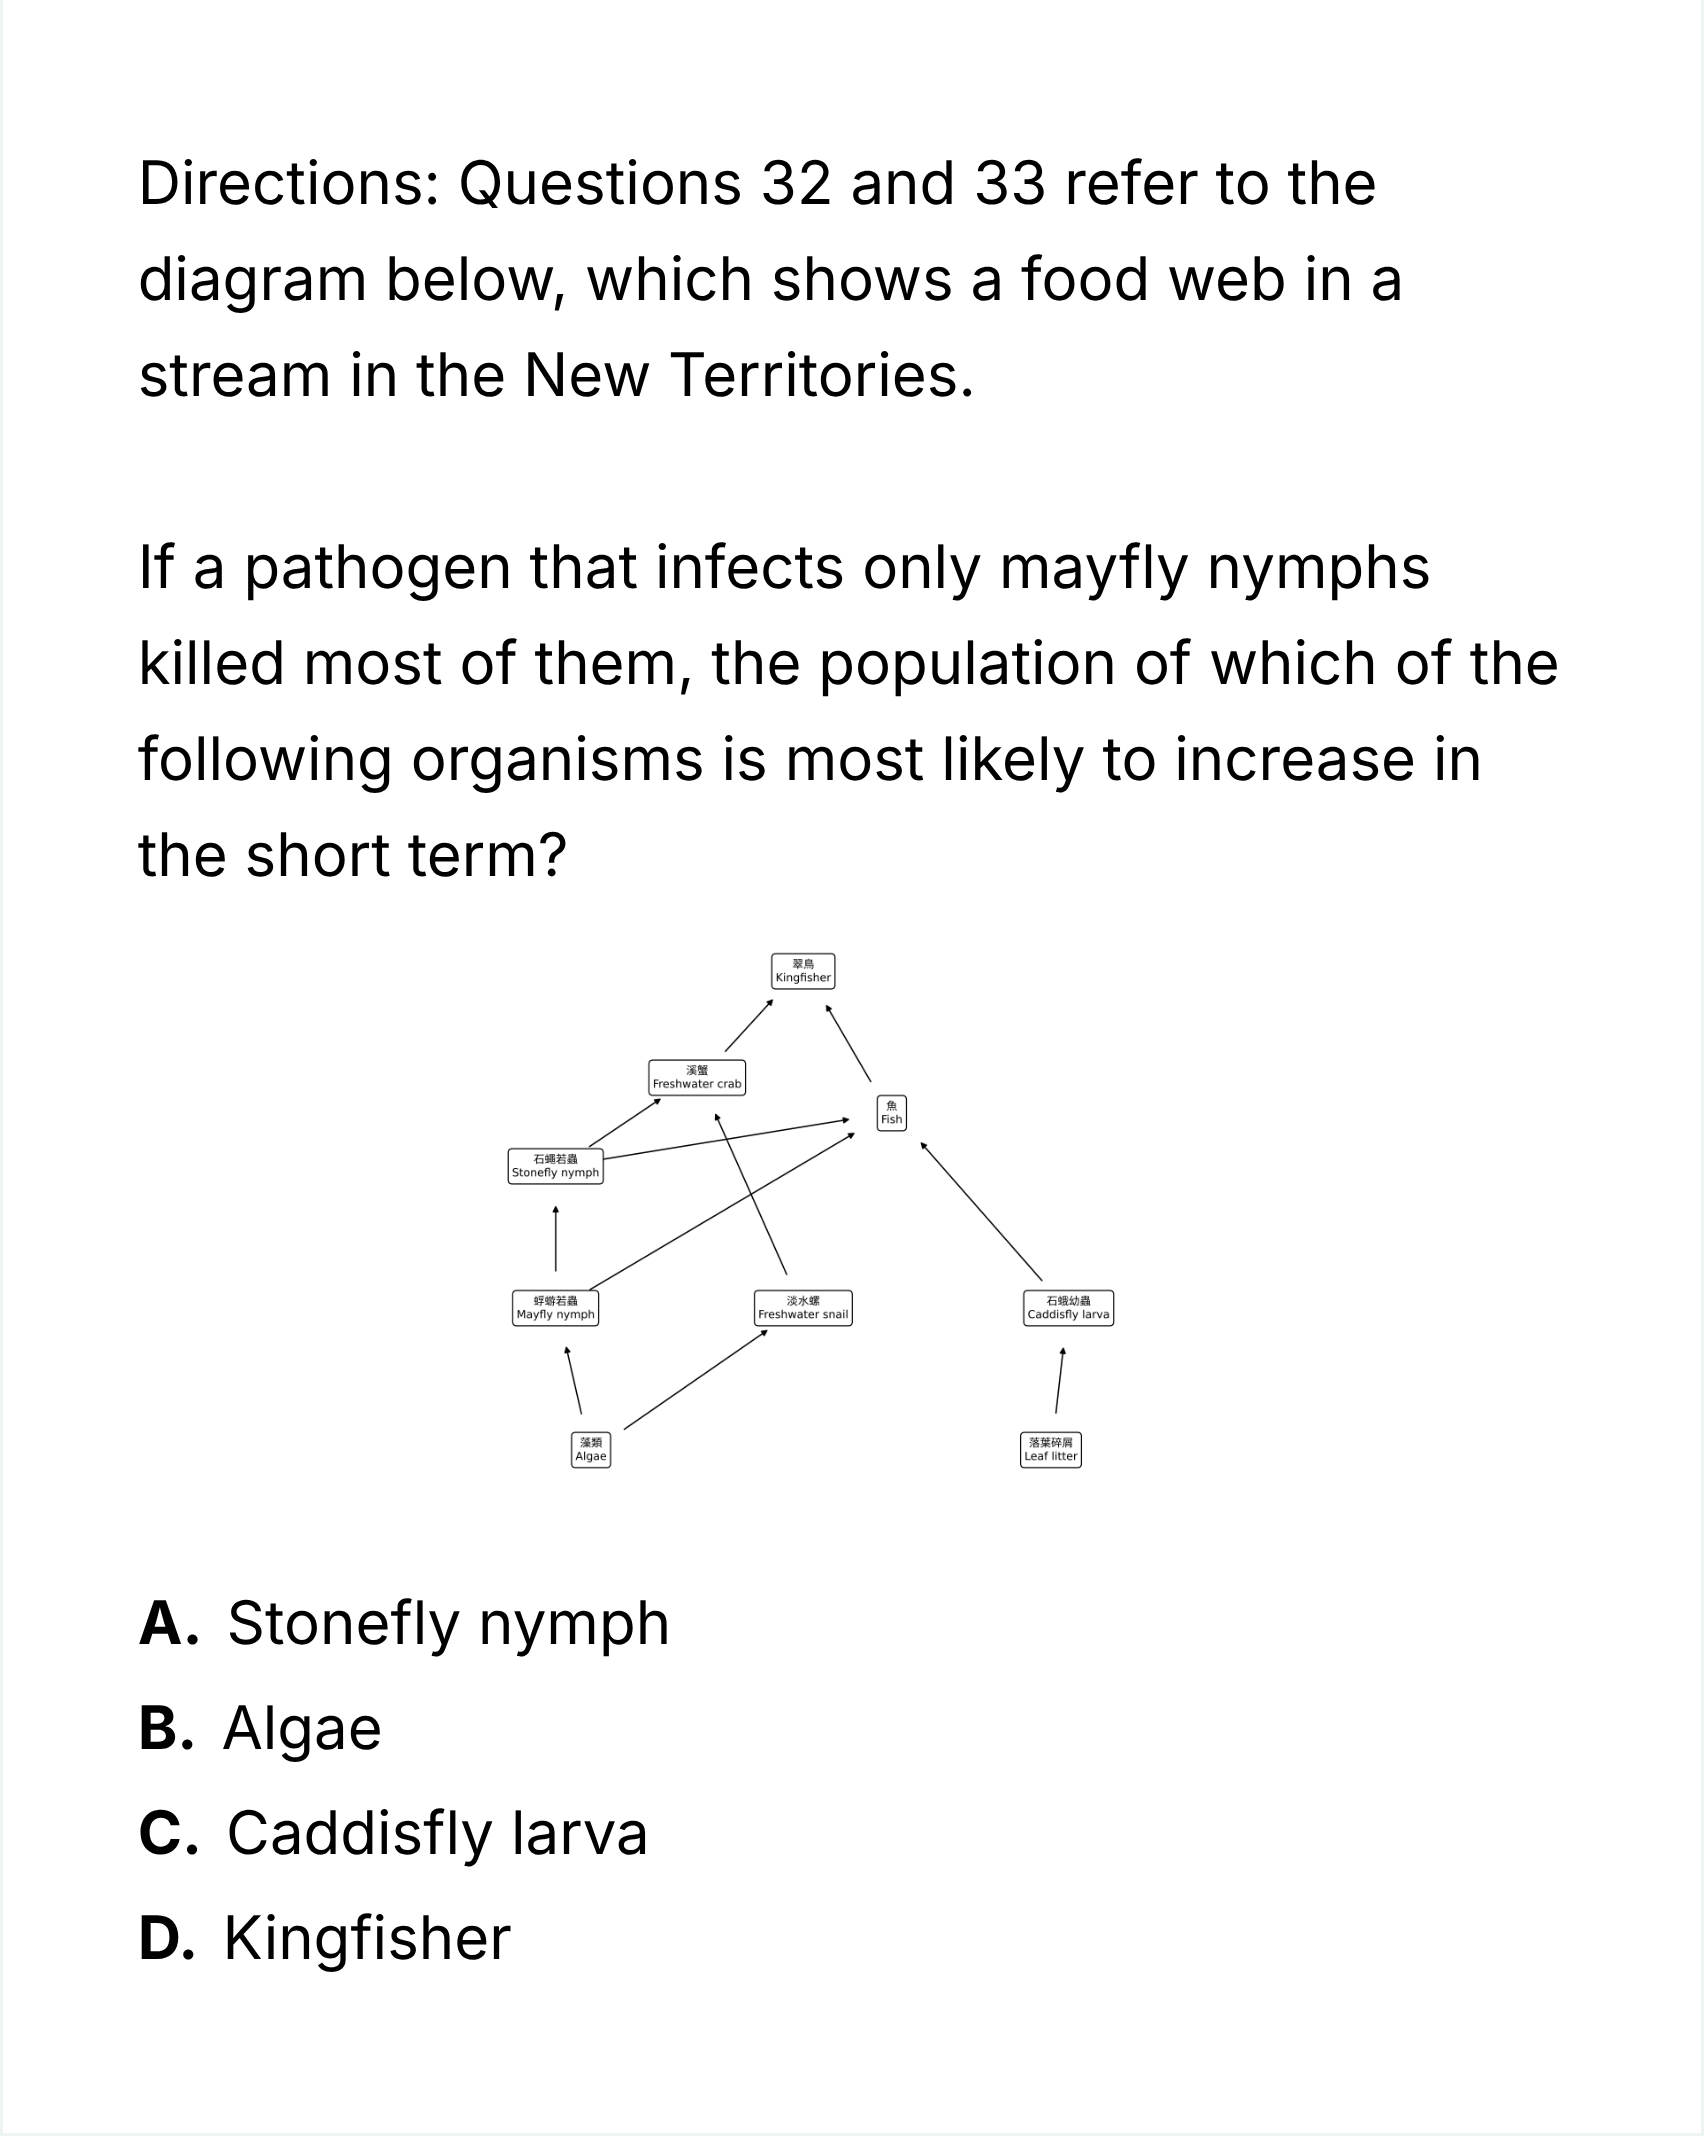 Directions: Questions 32 and 33 refer to the
diagram below, which shows a food web in a
stream in the New Territories.
If a pathogen that infects only mayfly nymphs
killed most of them, the population of which of the
following organisms is most likely to increase in
the short term?
翠鳥
Kingfisher
溪蟹
Freshwater crab
魚
Fish
石蠅若蟲
Stonefly nymph
蜉蝣若蟲
Mayfly nymph
淡水螺
Freshwater snail
石蛾幼蟲
Caddisfly larva
藻類
Algae
落葉碎屑
Leaf litter
A. Stonefly nymph
B. Algae
C. Caddisfly larva
D. Kingfisher